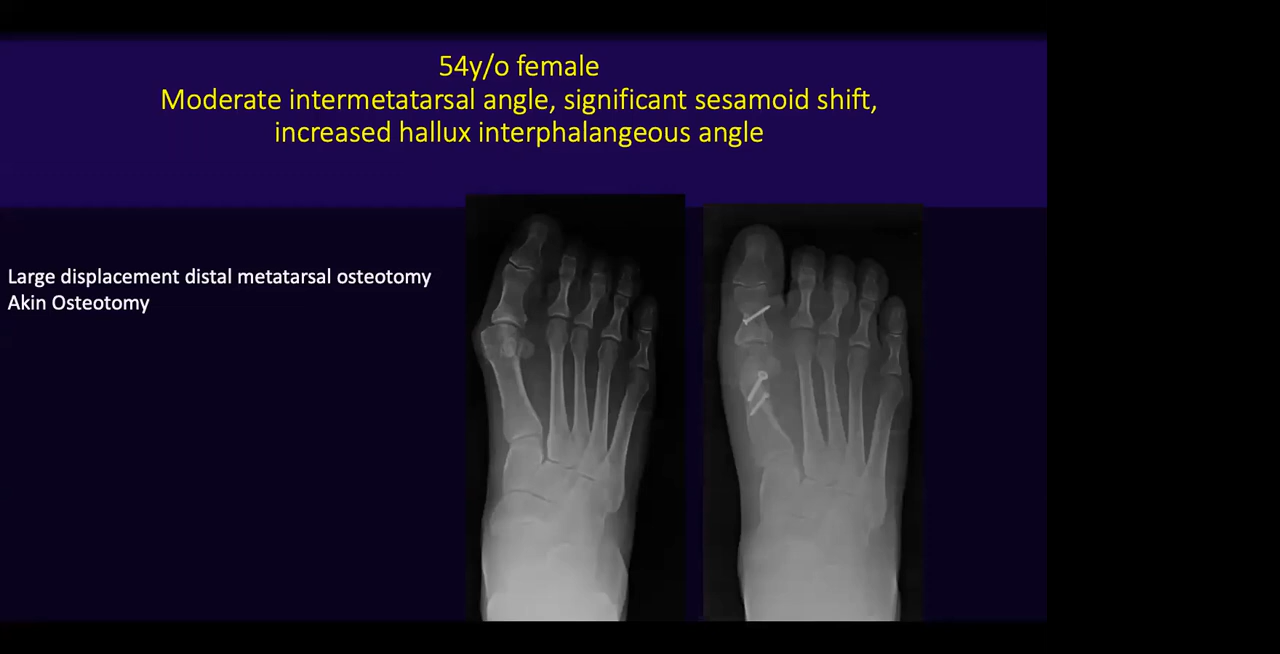 54y/o female
Moderate intermetatarsal angle, significant sesamoid shift,
increased hallux interphalangeous angle
Large displacement distal metatarsal osteotomy
Akin Osteotomy